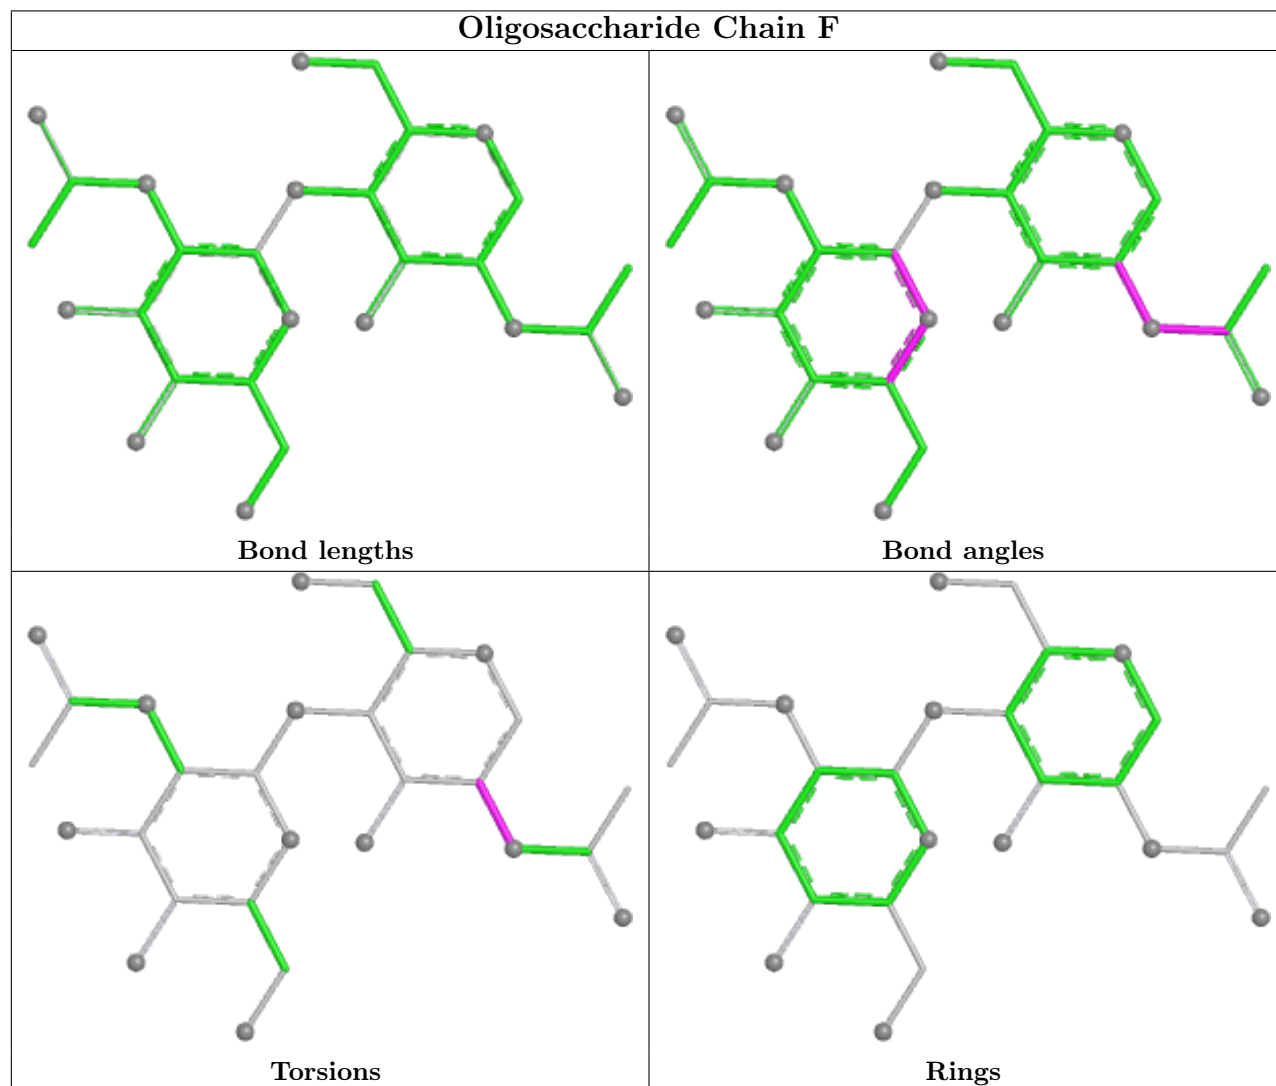 Oligosaccharide Chain F
Bond lengths
Bond angles
Torsions
Rings